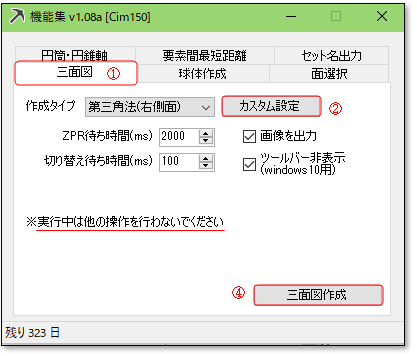 機能集 v1.08a [Cim150]
円筒・円錐軸 要素間最短距離 セット名出力
三面図 ① 球体作成 面選択
作成タイプ 第三角法(右側面) カスタム設定 ②
ZPR待ち時間(ms) 2000 画像を出力
切り替え待ち時間(ms) 100 ツールバー非表示
(windows10用)
※実行中は他の操作を行わないでください
④ 三面図作成
残り 323 日